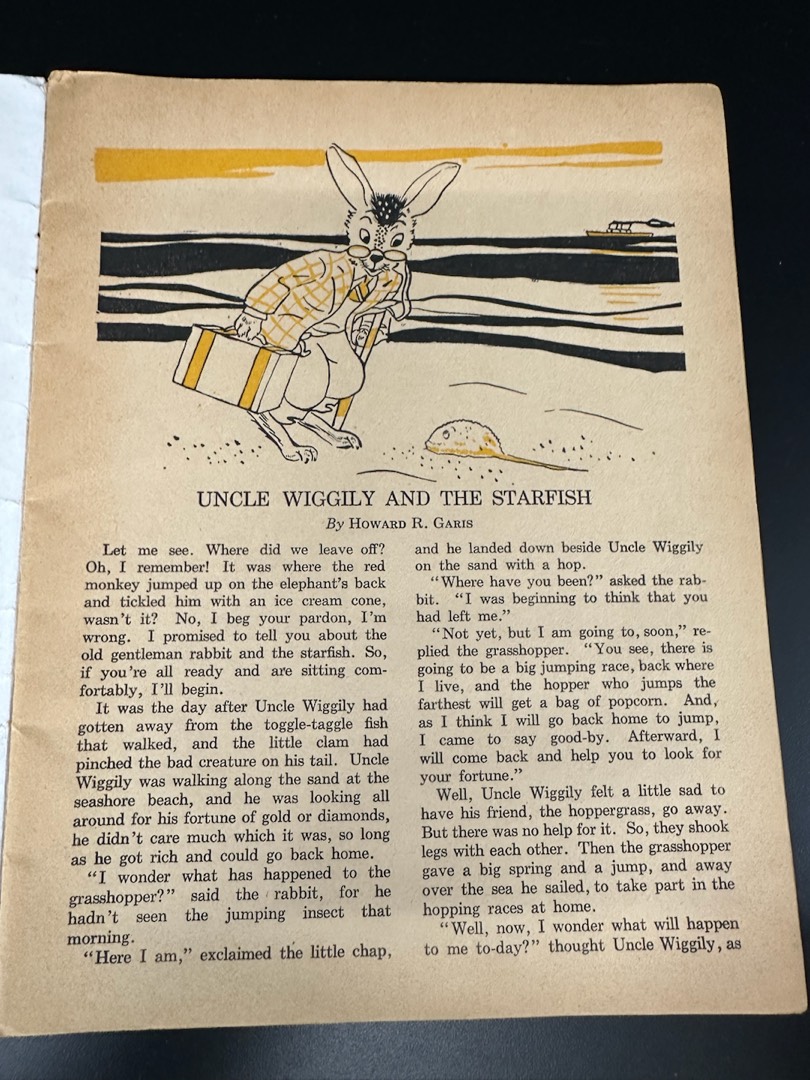 UNCLE WIGGILY AND THE STARFISH
By HOWARD R. GARIS
Let me see. Where did we leave off?
Oh, I remember! It was where the red
monkey jumped up on the elephant's back
and tickled him with an ice cream cone,
wasn't it? No, I beg your pardon, I'm
wrong. I promised to tell you about the
old gentleman rabbit and the starfish. So,
if you're all ready and are sitting com-
fortably, I'll begin.
It was the day after Uncle Wiggily had
gotten away from the toggle-taggle fish
that walked, and the little clam had
pinched the bad creature on his tail. Uncle
Wiggily was walking along the sand at the
seashore beach, and he was looking all
around for his fortune of gold or diamonds,
he didn't care much which it was, so long
as he got rich and could go back home.
"I wonder what has happened to the
grasshopper?" said the rabbit, for he
hadn't seen the jumping insect that
morning.
"Here I am," exclaimed the little chap,
and he landed down beside Uncle Wiggily
on the sand with a hop.
"Where have you been?" asked the rab-
bit. "I was beginning to think that you
had left me."
"Not yet, but I am going to, soon," re-
plied the grasshopper. "You see, there is
going to be a big jumping race, back where
I live, and the hopper who jumps the
farthest will get a bag of popcorn. And,
as I think I will go back home to jump,
I came to say good-by. Afterward, I
will come back and help you to look for
your fortune."
Well, Uncle Wiggily felt a little sad to
have his friend, the hoppergrass, go away.
But there was no help for it. So, they shook
legs with each other. Then the grasshopper
gave a big spring and a jump, and away
over the sea he sailed, to take part in the
hopping races at home.
"Well, now, I wonder what will happen
to me to-day?" thought Uncle Wiggily, as